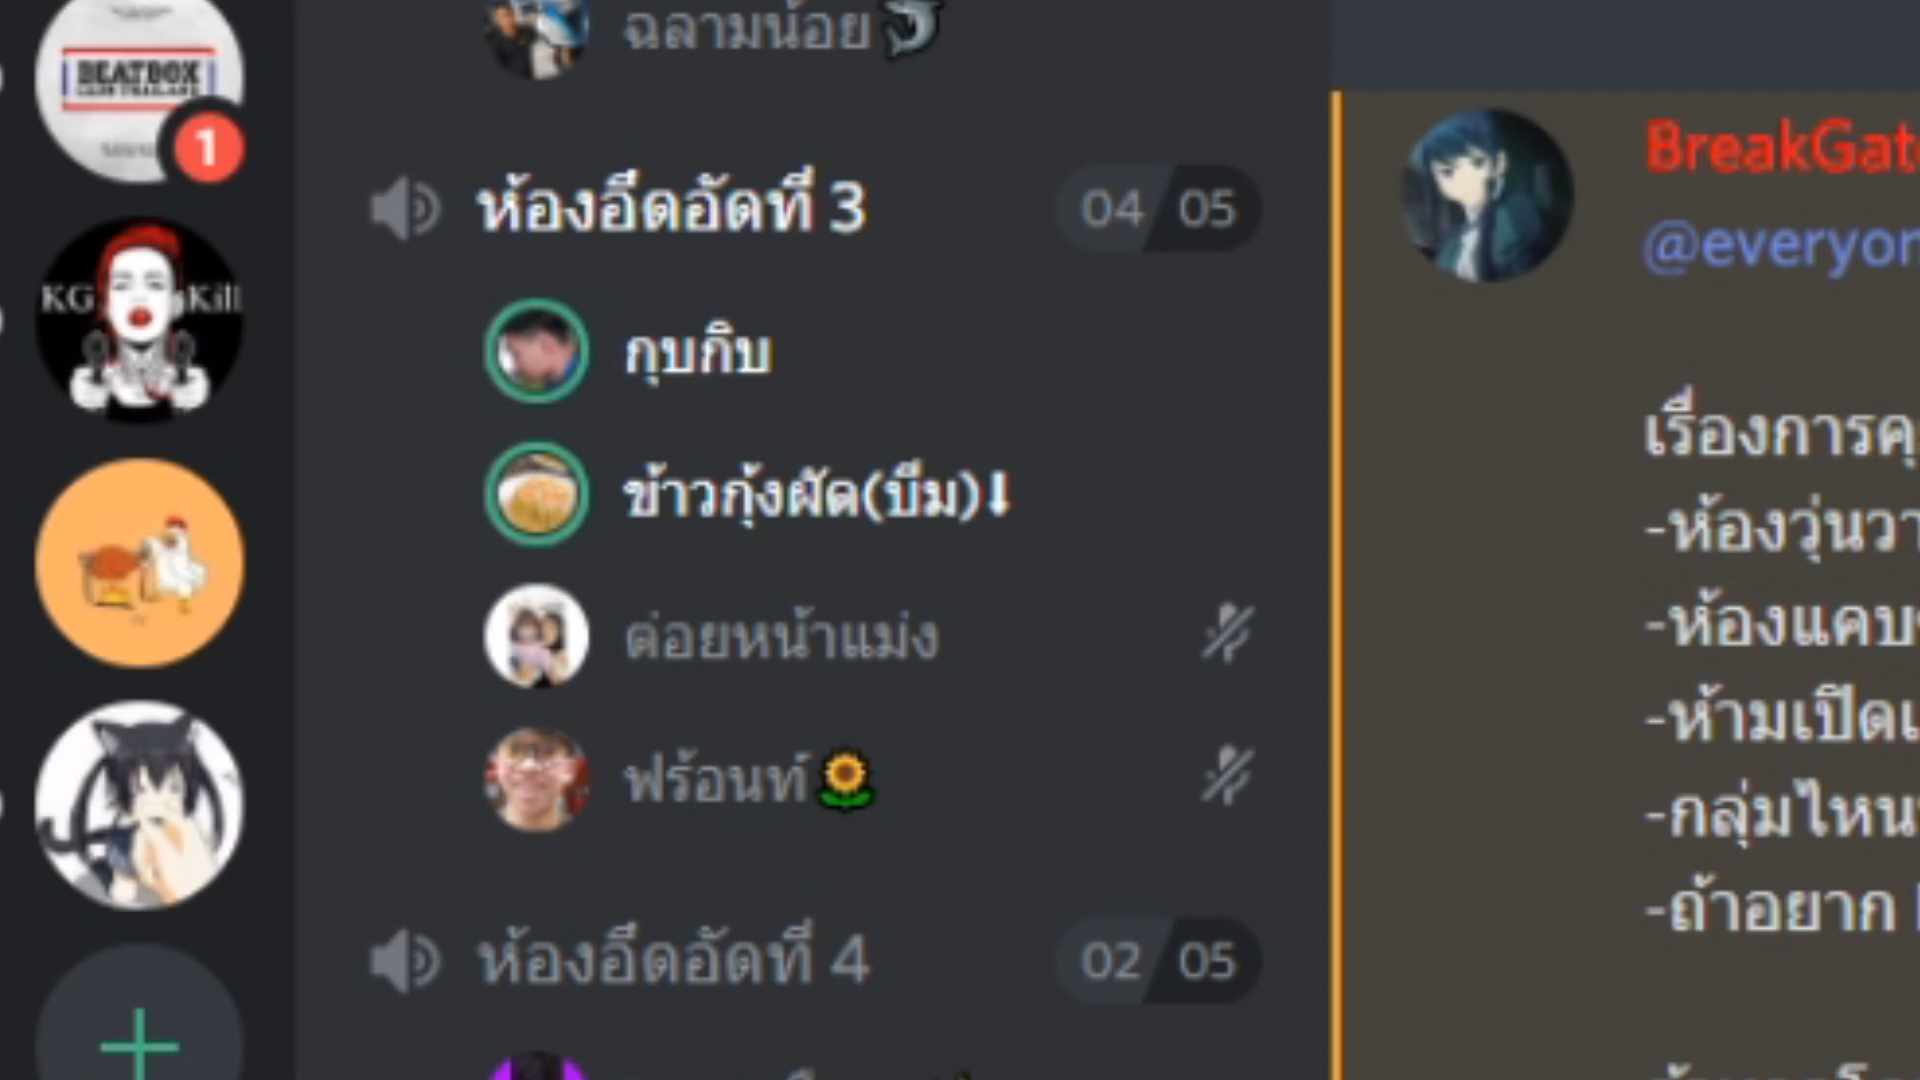 BEATBOX
1
KG Kill
ฉลามน้อย🦈
ห้องอึดอัดที่ 3
04 05
กุบกิบ
ข้าวกุ้งผัด(บีม)⬇
ต่อยหน้าแม่ง
ฟร้อนท์🌻
ห้องอึดอัดที่ 4
02 05
BreakGat
@everyon
เรื่องการคุ
-ห้องวุ่นวา
-ห้องแคบ
-ห้ามเปิดเ
-กลุ่มไหน
-ถ้าอยาก